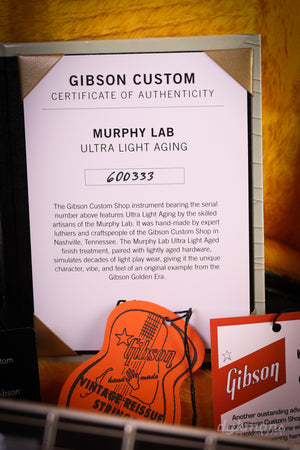 GIBSON CUSTOM
CERTIFICATE OF AUTHENTICITY
MURPHY LAB
ULTRA LIGHT AGING
600333
The Gibson Custom Shop instrument bearing the serial
number above features Ultra Light Aging by the skilled
artisans of the Murphy Lab. It was hand-made by expert
luthiers and craftspeople of the Gibson Custom Shop in
Nashville, Tennessee. The Murphy Lab Ultra Light Aged
finish treatment, paired with lightly aged hardware,
simulates decades of light play wear, giving it the unique
character, vibe, and feel of an original example from the
Gibson Golden Era.
Gibson
hand made
VINTAGE REISSUE
STRINGS
Gibson
Another outstanding
Gibson Custom Shop